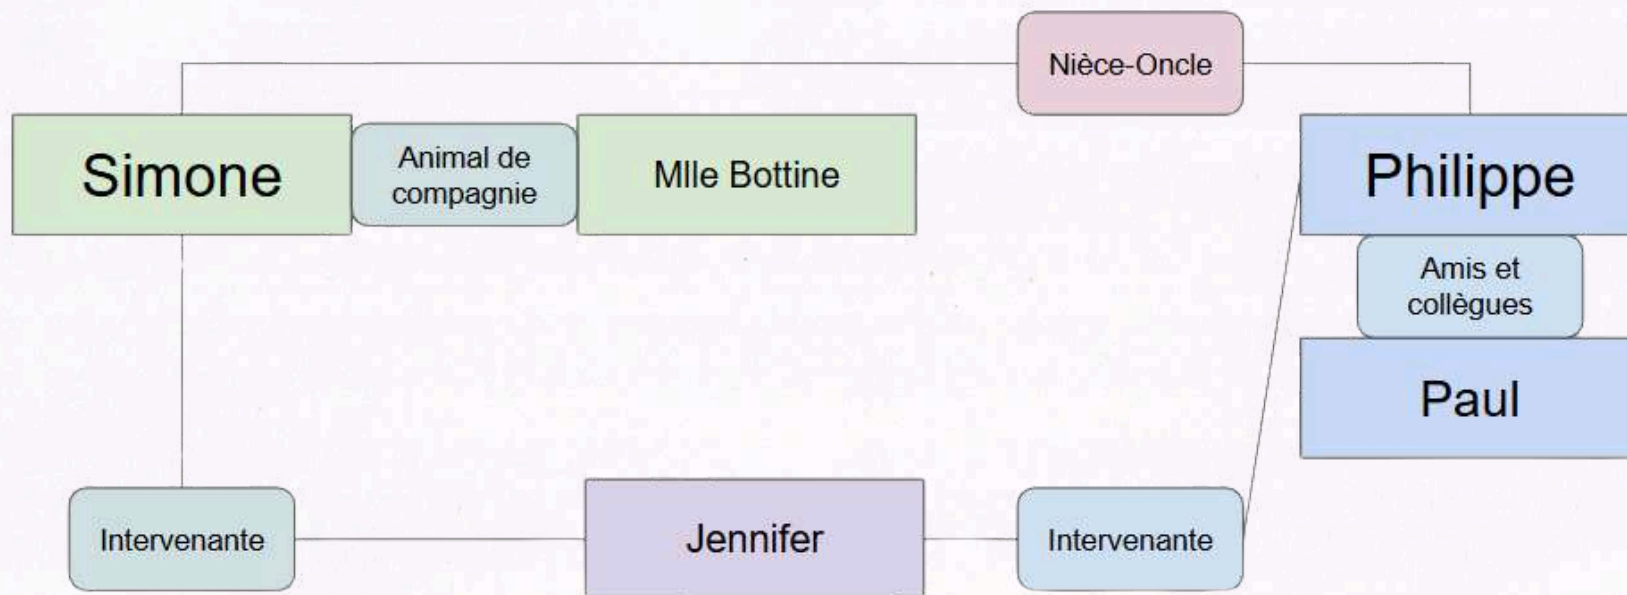 Nièce-Oncle
Simone
Animal de
compagnie
Mlle Bottine
Philippe
Amis et
collègues
Paul
Intervenante
Jennifer
Intervenante